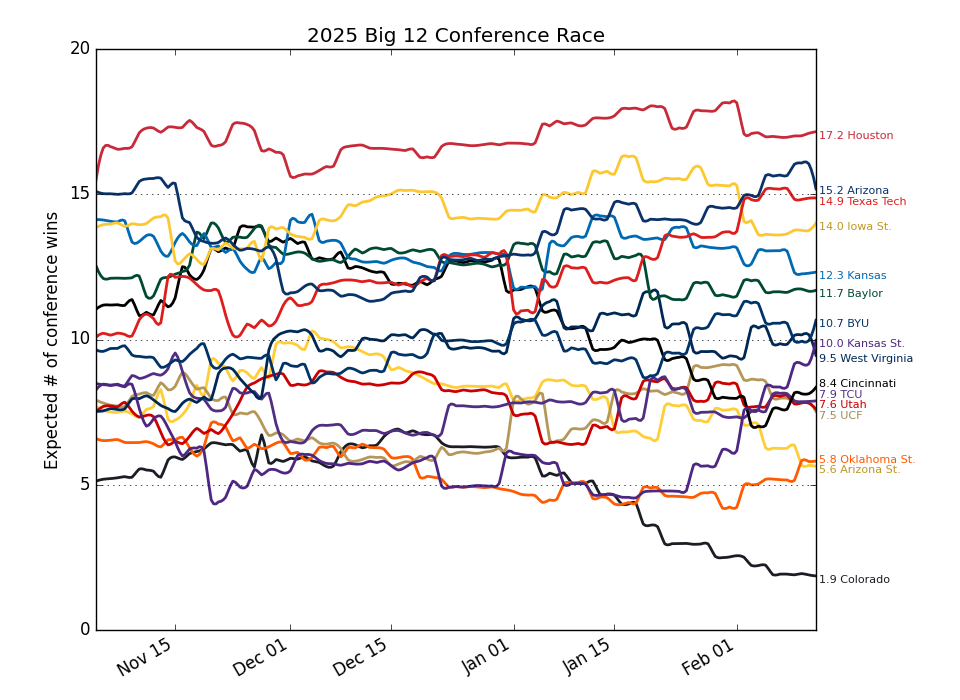 2025 Big 12 Conference Race
Expected # of conference wins
20
15
10
5
0
Nov 15
Dec 01
Dec 15
Jan 01
Jan 15
Feb 01
17.2 Houston
15.2 Arizona
14.9 Texas Tech
14.0 Iowa St.
12.3 Kansas
11.7 Baylor
10.7 BYU
10.0 Kansas St.
9.5 West Virginia
8.4 Cincinnati
7.9 TCU
7.6 Utah
7.5 UCF
5.8 Oklahoma St.
5.6 Arizona St.
1.9 Colorado